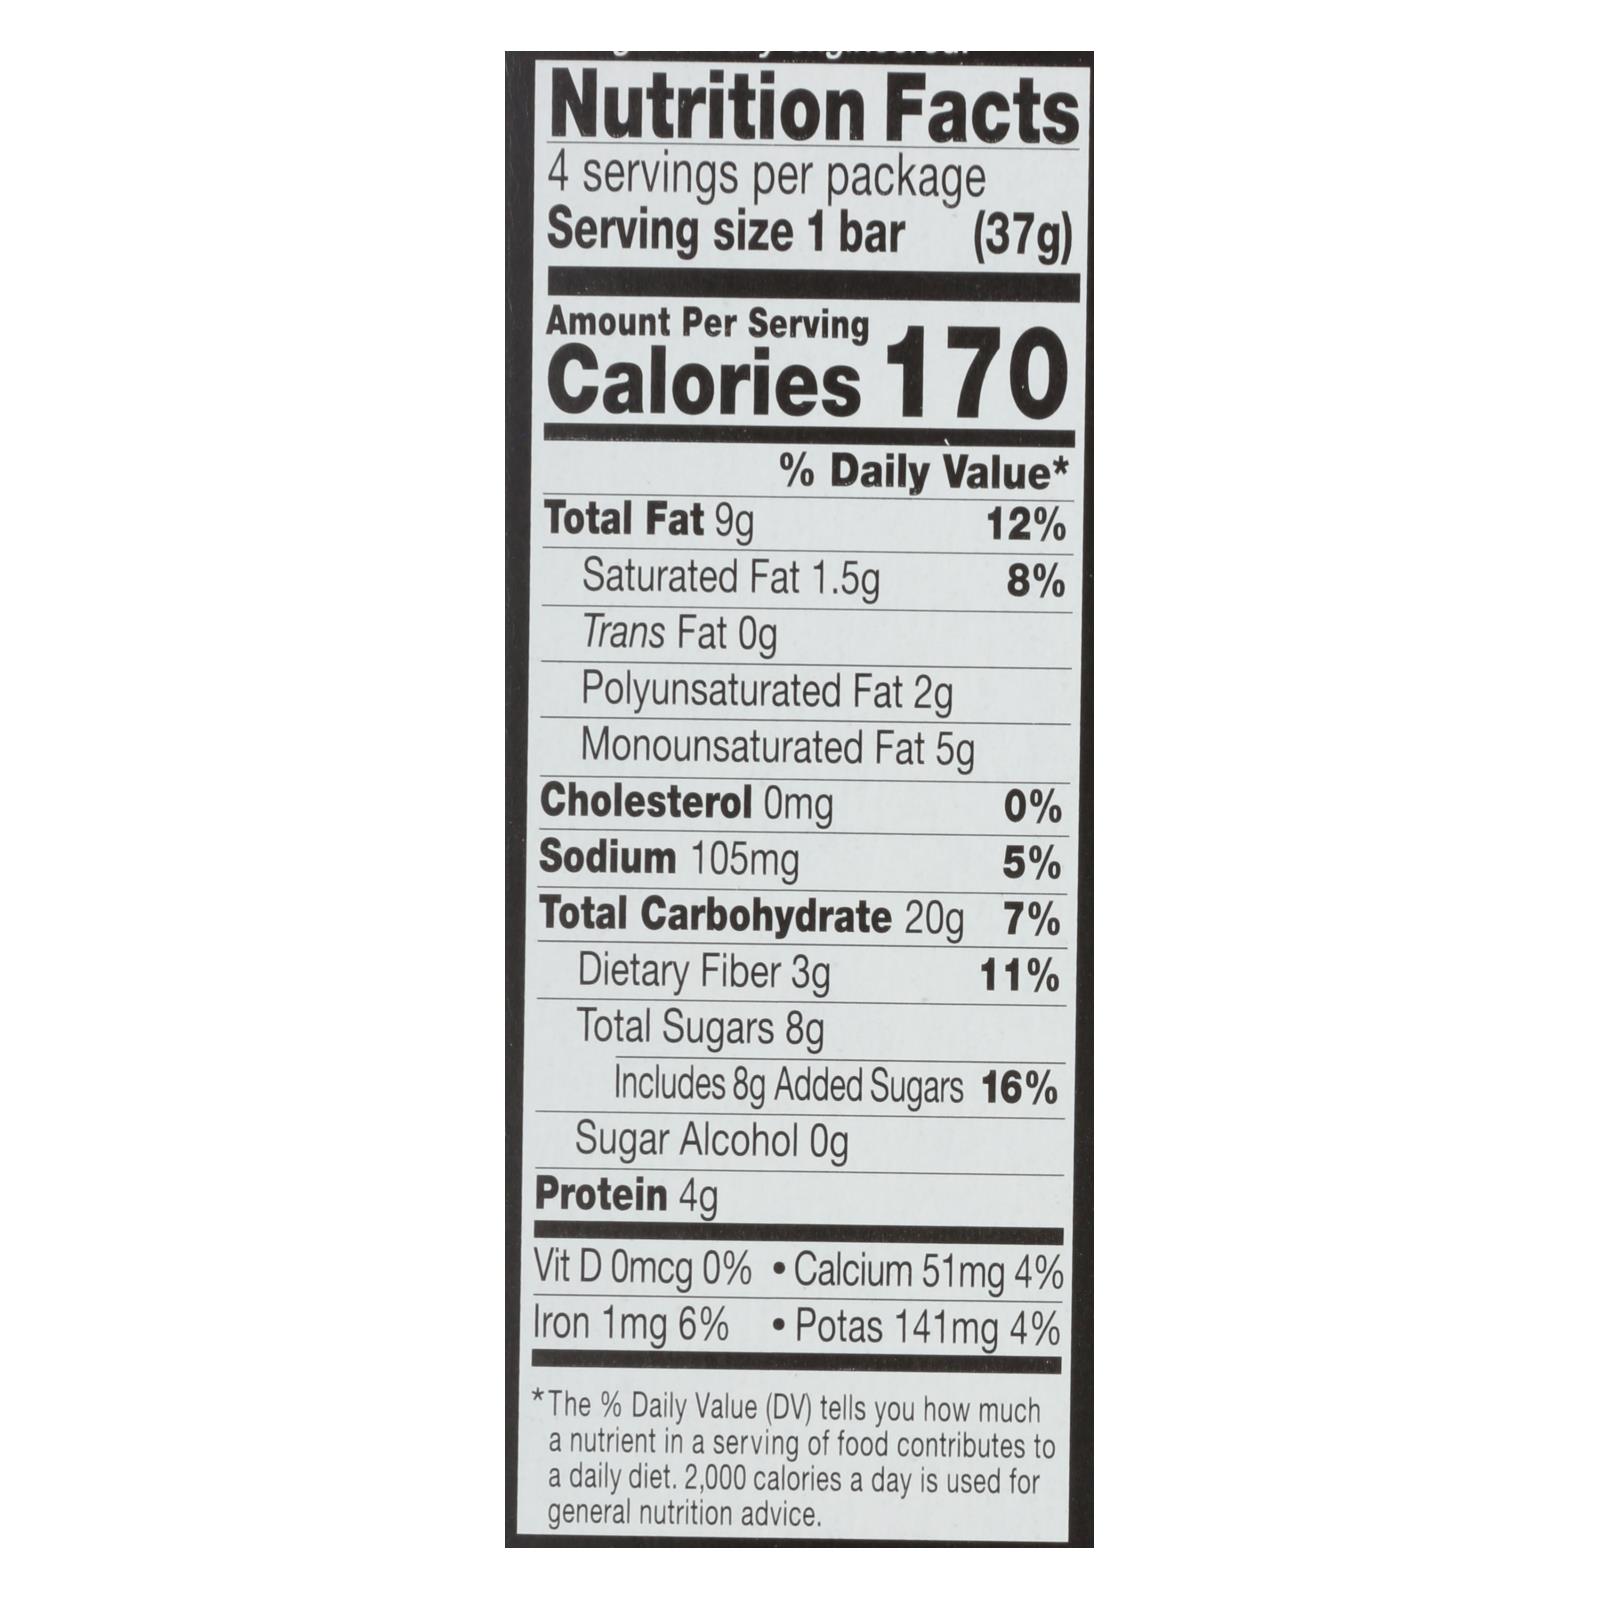 Nutrition Facts
4 servings per package
Serving size 1 bar (37g)
Amount Per Serving
Calories 170
% Daily Value*
Total Fat 9g 12%
Saturated Fat 1.5g 8%
Trans Fat 0g
Polyunsaturated Fat 2g
Monounsaturated Fat 5g
Cholesterol 0mg 0%
Sodium 105mg 5%
Total Carbohydrate 20g 7%
Dietary Fiber 3g 11%
Total Sugars 8g
Includes 8g Added Sugars 16%
Sugar Alcohol 0g
Protein 4g
Vit D 0mcg 0% • Calcium 51mg 4%
Iron 1mg 6% • Potas 141mg 4%
*The % Daily Value (DV) tells you how much
a nutrient in a serving of food contributes to
a daily diet. 2,000 calories a day is used for
general nutrition advice.